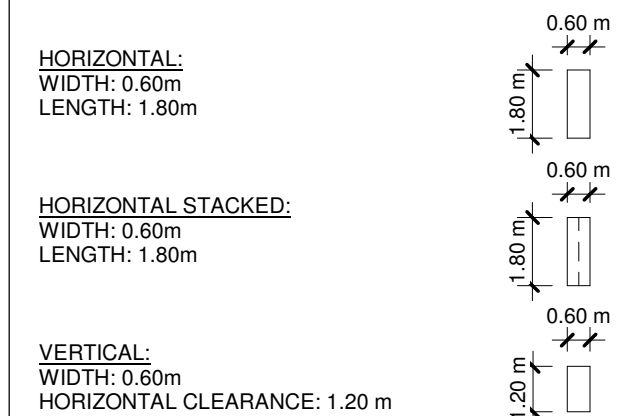 0.60 m
HORIZONTAL:
WIDTH: 0.60m
LENGTH: 1.80m
1.80 m
0.60 m
HORIZONTAL STACKED:
WIDTH: 0.60m
LENGTH: 1.80m
1.80 m
0.60 m
VERTICAL:
WIDTH: 0.60m
HORIZONTAL CLEARANCE: 1.20 m
1.20 m